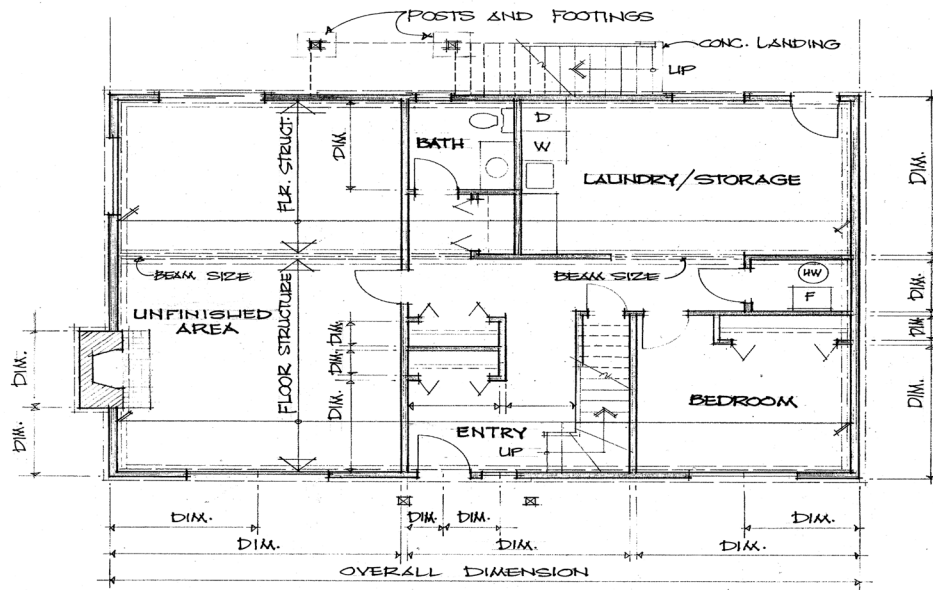 POSTS AND FOOTINGS
CONC. LANDING
UP
FLR. STRUCT.
DIM.
BATH
D
W
LAUNDRY/STORAGE
DIM.
BEAM SIZE
BEAM SIZE
HW
F
DIM.
UNFINISHED
AREA
FLOOR STRUCTURE
DIM.
DIM.
DIM.
DIM.
DIM.
DIM.
DIM.
BEDROOM
ENTRY
UP
DIM.
DIM.
DIM.
DIM.
DIM.
DIM.
DIM.
OVERALL DIMENSION